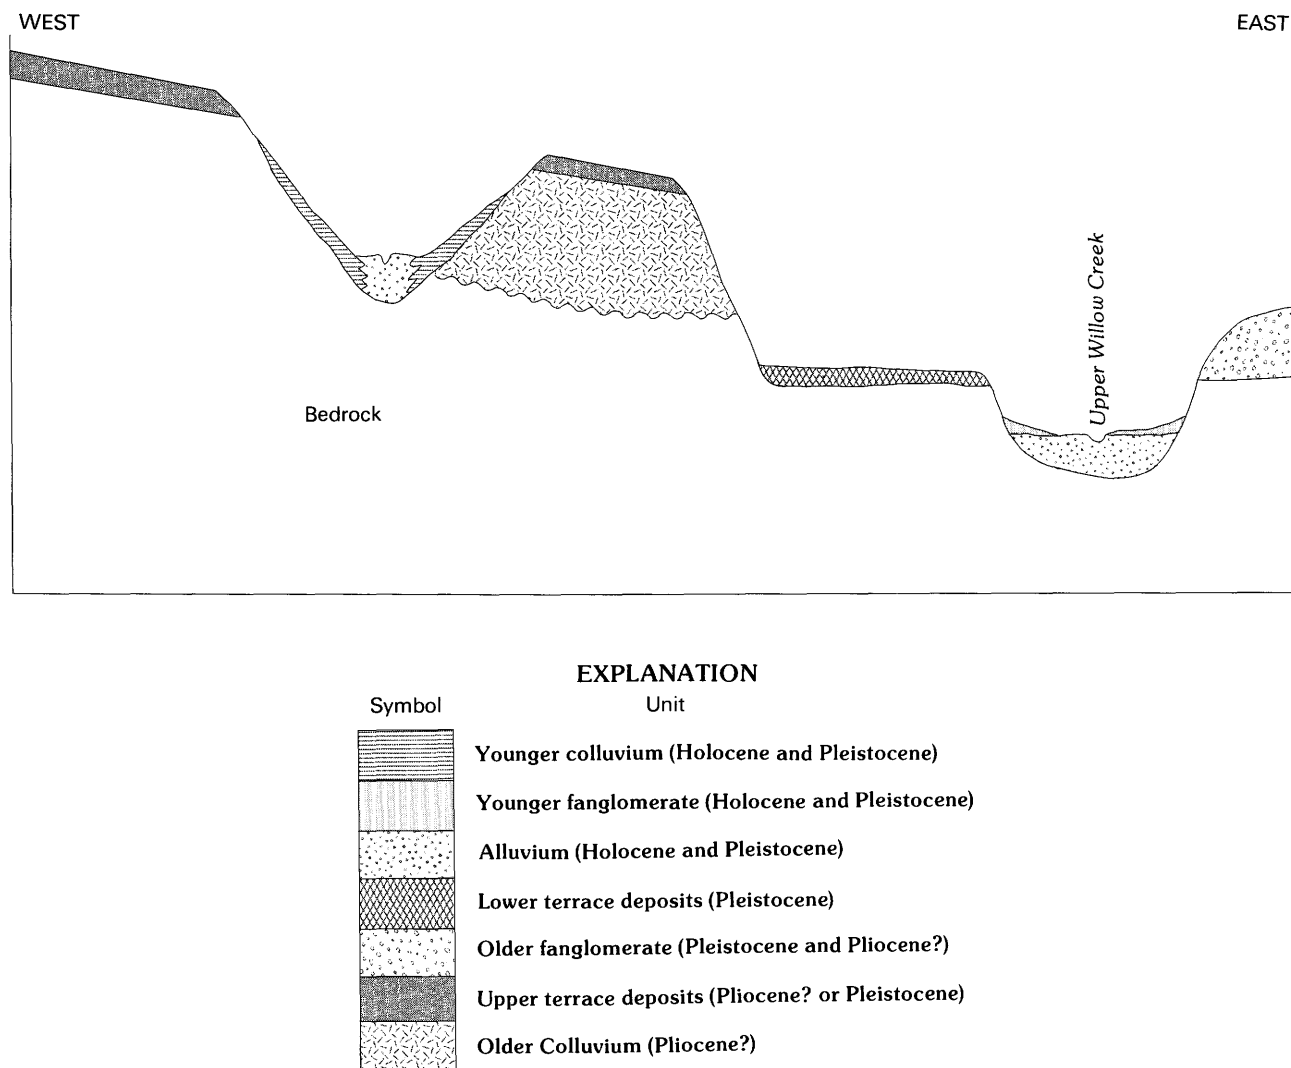 WEST
EAST
Upper Willow Creek
Bedrock
EXPLANATION
Symbol
Unit
Younger colluvium (Holocene and Pleistocene)
Younger fanglomerate (Holocene and Pleistocene)
Alluvium (Holocene and Pleistocene)
Lower terrace deposits (Pleistocene)
Older fanglomerate (Pleistocene and Pliocene?)
Upper terrace deposits (Pliocene? or Pleistocene)
Older Colluvium (Pliocene?)